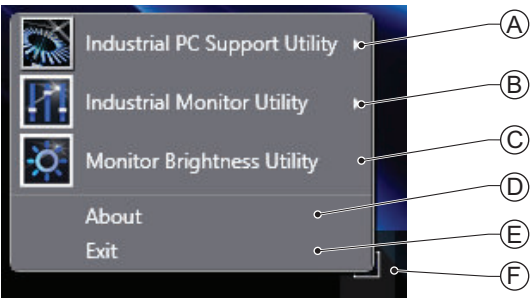 Industrial PC Support Utility A
Industrial Monitor Utility B
Monitor Brightness Utility C
About D
Exit E
F